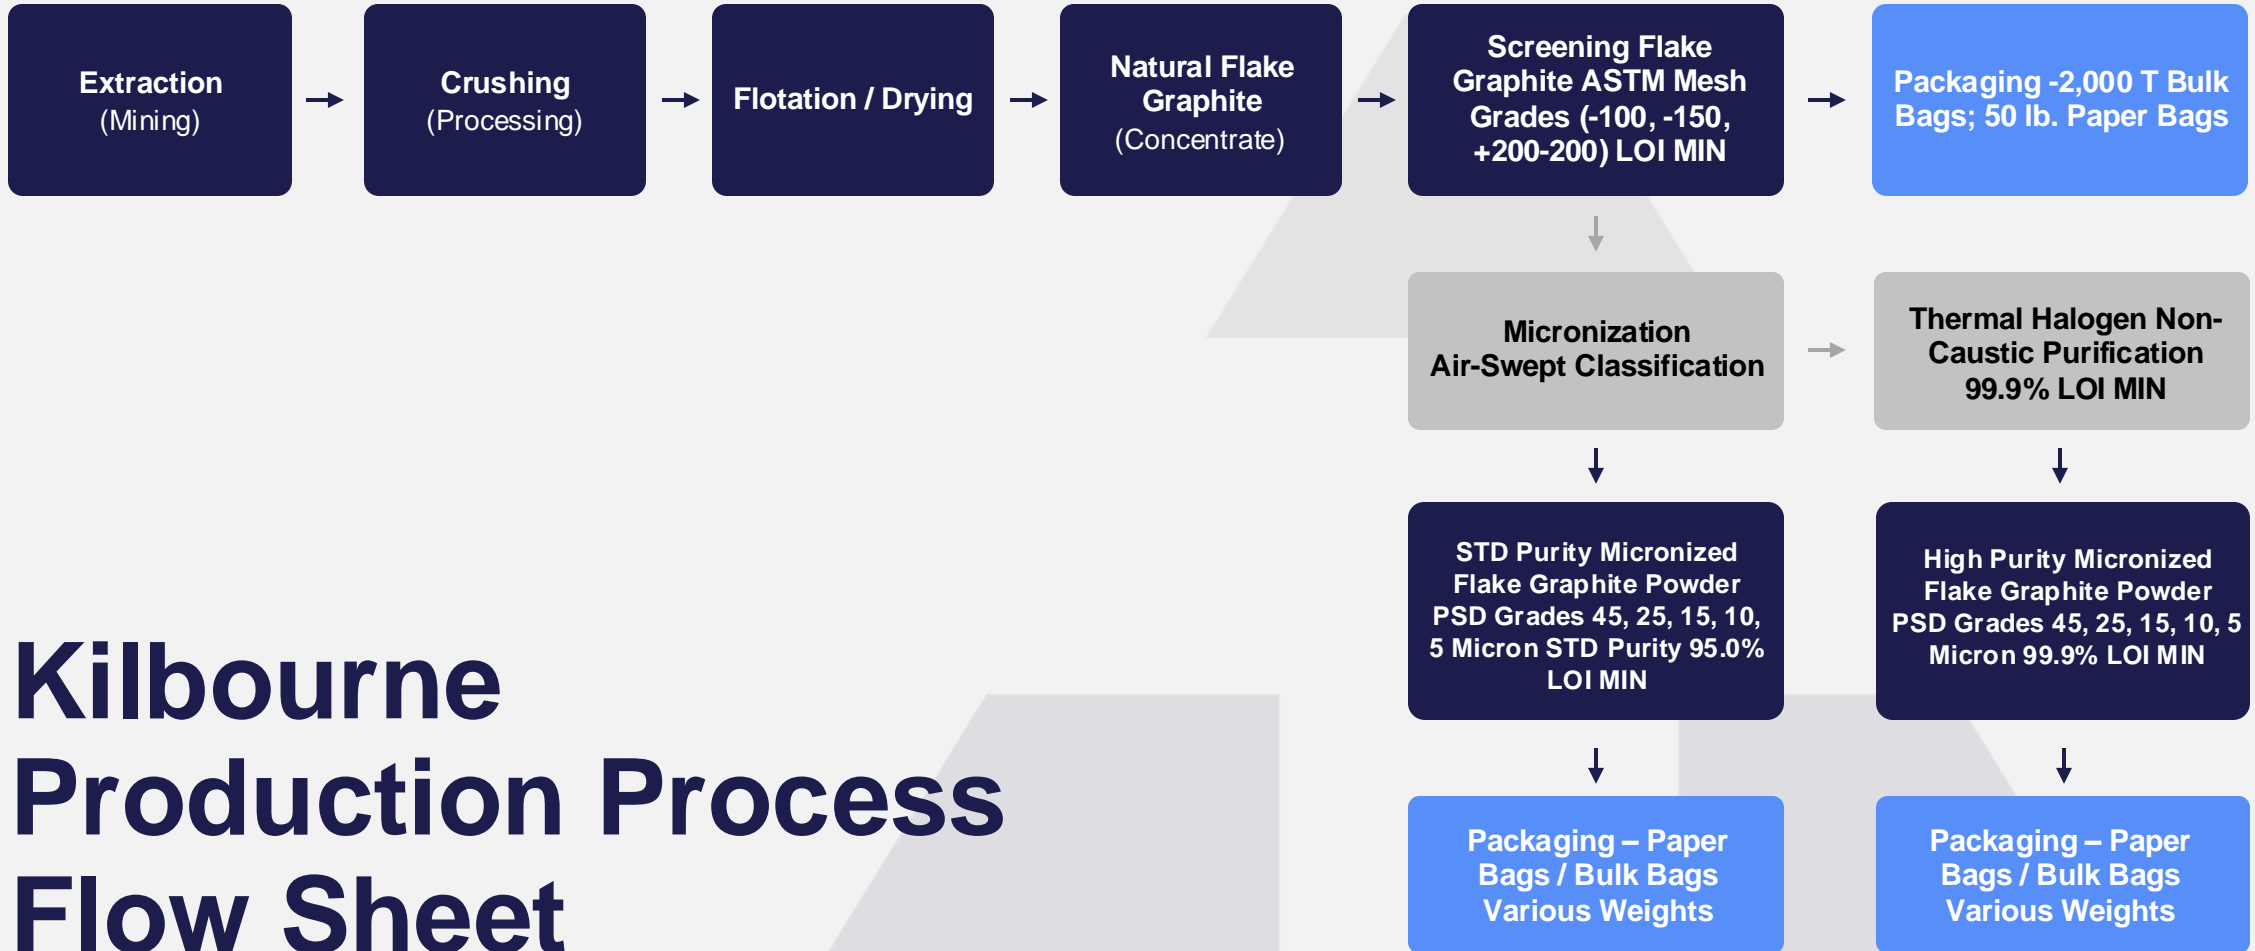 Extraction
(Mining)
Crushing
(Processing)
Flotation / Drying
Natural Flake
Graphite
(Concentrate)
Screening Flake
Graphite ASTM Mesh
Grades (-100, -150,
+200-200) LOI MIN
Packaging -2,000 T Bulk
Bags; 50 lb. Paper Bags
Micronization
Air-Swept Classification
Thermal Halogen Non-
Caustic Purification
99.9% LOI MIN
STD Purity Micronized
Flake Graphite Powder
PSD Grades 45, 25, 15, 10,
5 Micron STD Purity 95.0%
LOI MIN
High Purity Micronized
Flake Graphite Powder
PSD Grades 45, 25, 15, 10, 5
Micron 99.9% LOI MIN
Packaging – Paper
Bags / Bulk Bags
Various Weights
Packaging – Paper
Bags / Bulk Bags
Various Weights
Kilbourne
Production Process
Flow Sheet